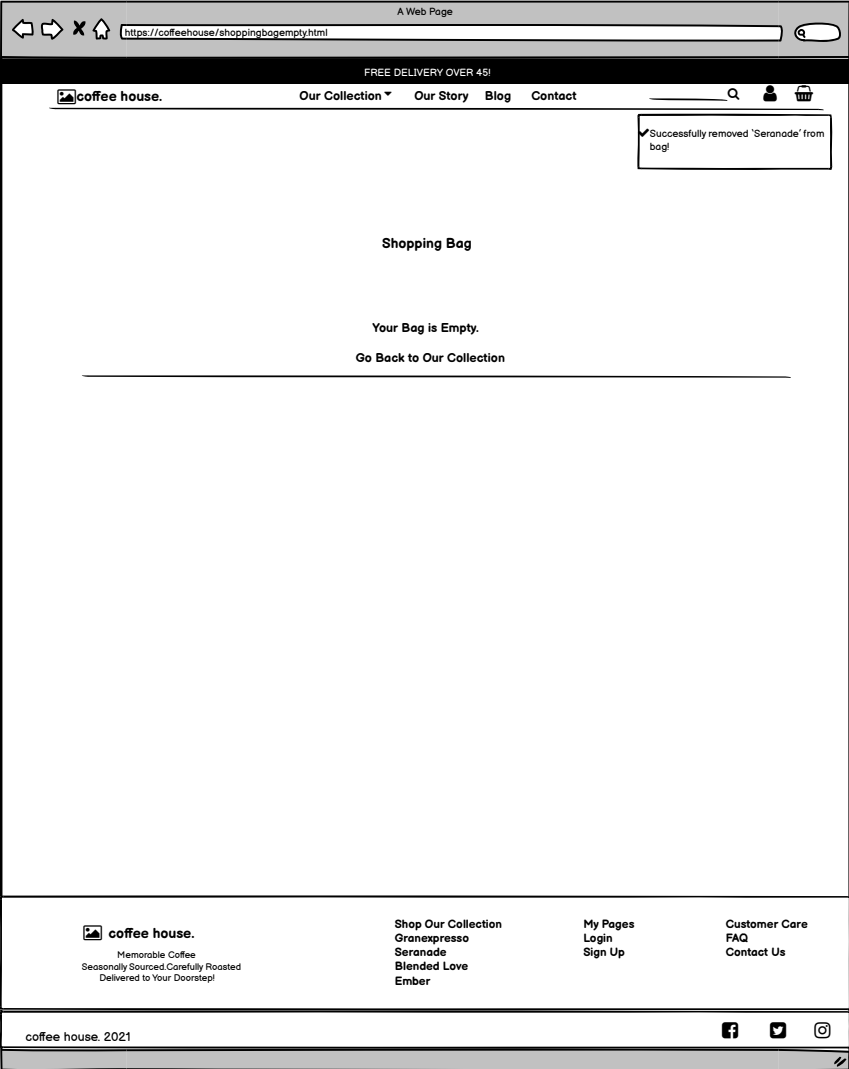 A Web Page
https://coffeehouse/shoppingbagempty.html
FREE DELIVERY OVER 45!
coffee house.
Our Collection
Our Story
Blog
Contact
Successfully removed 'Seranade' from
bag!
Shopping Bag
Your Bag is Empty.
Go Back to Our Collection
coffee house.
Memorable Coffee
Seasonally Sourced.Carefully Roasted
Delivered to Your Doorstep!
Shop Our Collection
Granexpresso
Seranade
Blended Love
Ember
My Pages
Login
Sign Up
Customer Care
FAQ
Contact Us
coffee house. 2021